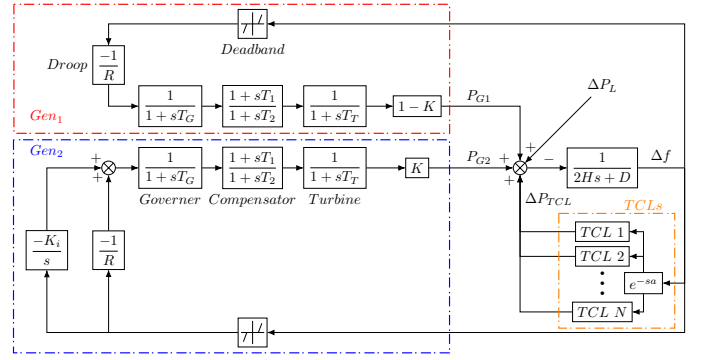 Deadband
Droop
-1
R
Gen1
1
1 + sTG
1 + sT1
1 + sT2
1
1 + sTT
1 − K
PG1
ΔPL
+
+
Gen2
+
+
1
1 + sTG
1 + sT1
1 + sT2
1
1 + sTT
K
PG2
+
+
−
1
2Hs + D
Δf
Governer
Compensator
Turbine
ΔPTCL
TCLs
TCL 1
TCL 2
TCL N
e−sa
−Ki
s
−1
R